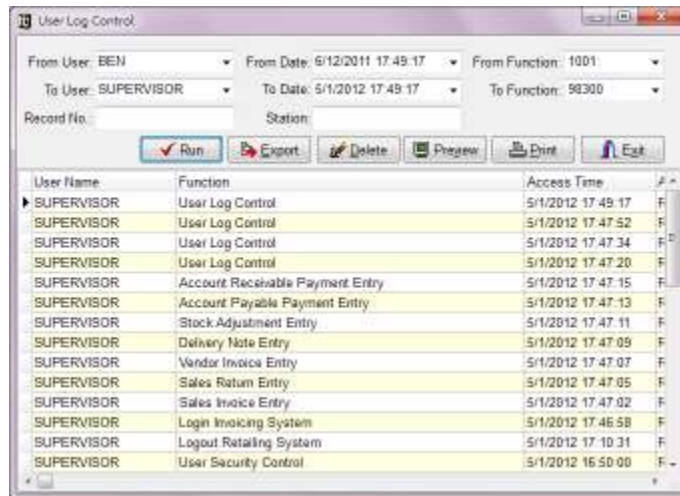 User Log Control
From User: BEN From Date: 6/12/2011 17:49:17 From Function: 1001
To User: SUPERVISOR To Date: 5/1/2012 17:49:17 To Function: 98300
Record No.: Station:
Run Export Delete Preview Print Exit
User Name Function Access Time A
SUPERVISOR User Log Control 5/1/2012 17:49:17 F
SUPERVISOR User Log Control 5/1/2012 17:47:52 F
SUPERVISOR User Log Control 5/1/2012 17:47:34 F
SUPERVISOR User Log Control 5/1/2012 17:47:20 F
SUPERVISOR Account Receivable Payment Entry 5/1/2012 17:47:15 F
SUPERVISOR Account Payable Payment Entry 5/1/2012 17:47:13 F
SUPERVISOR Stock Adjustment Entry 5/1/2012 17:47:11 F
SUPERVISOR Delivery Note Entry 5/1/2012 17:47:09 F
SUPERVISOR Vendor Invoice Entry 5/1/2012 17:47:07 F
SUPERVISOR Sales Return Entry 5/1/2012 17:47:05 F
SUPERVISOR Sales Invoice Entry 5/1/2012 17:47:02 F
SUPERVISOR Login Invoicing System 5/1/2012 17:46:58 F
SUPERVISOR Logout Retailing System 5/1/2012 17:10:31 F
SUPERVISOR User Security Control 5/1/2012 16:50:00 F